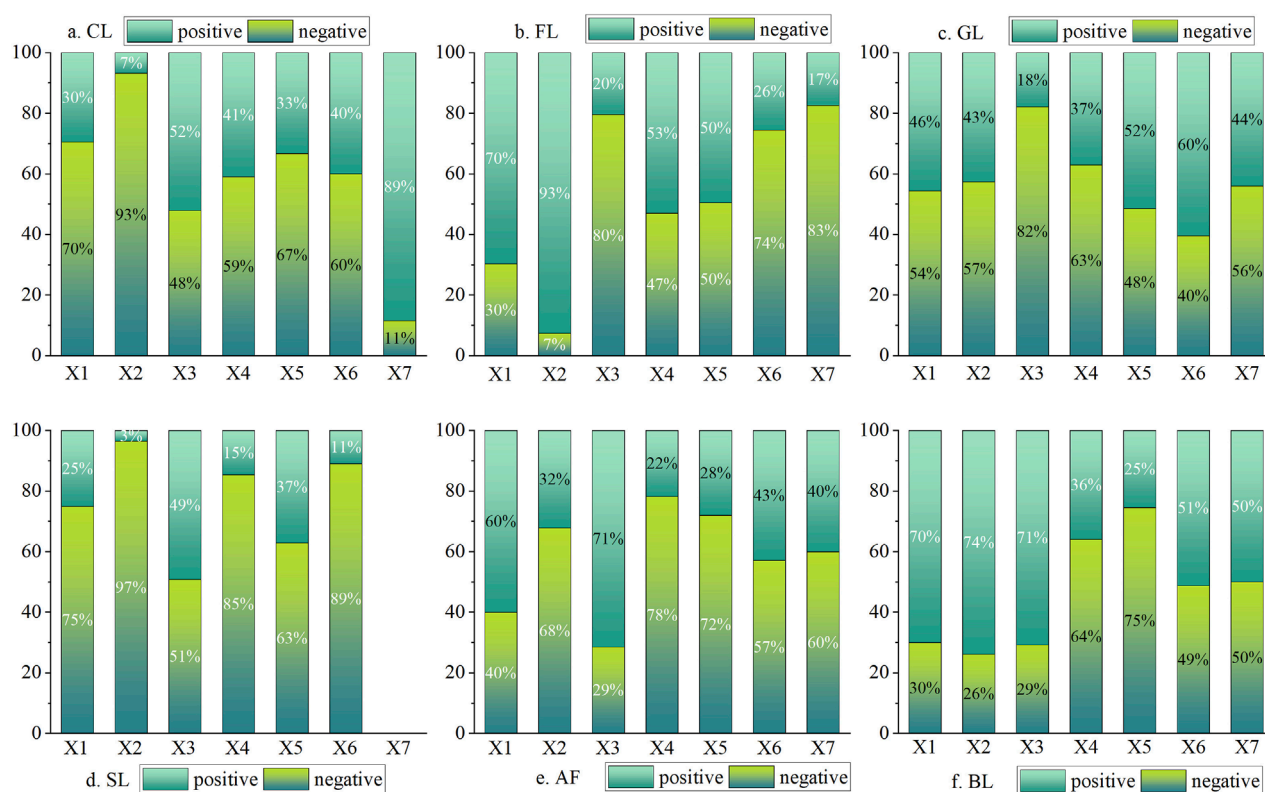 a. CL positive negative
100
80
60
40
20
0
30% 7% 52% 41% 33% 40% 89%
70% 93% 48% 59% 67% 60% 11%
X1 X2 X3 X4 X5 X6 X7
b. FL positive negative
100
80
60
40
20
0
70% 93% 20% 53% 50% 26% 17%
30% 7% 80% 47% 50% 74% 83%
X1 X2 X3 X4 X5 X6 X7
c. GL positive negative
100
80
60
40
20
0
46% 43% 18% 37% 52% 60% 44%
54% 57% 82% 63% 48% 40% 56%
X1 X2 X3 X4 X5 X6 X7
100
80
60
40
20
0
25% 3% 49% 15% 37% 11%
75% 97% 51% 85% 63% 89%
X1 X2 X3 X4 X5 X6 X7
d. SL positive negative
100
80
60
40
20
0
60% 32% 71% 22% 28% 43% 40%
40% 68% 29% 78% 72% 57% 60%
X1 X2 X3 X4 X5 X6 X7
e. AF positive negative
100
80
60
40
20
0
70% 74% 71% 36% 25% 51% 50%
30% 26% 29% 64% 75% 49% 50%
X1 X2 X3 X4 X5 X6 X7
f. BL positive negative